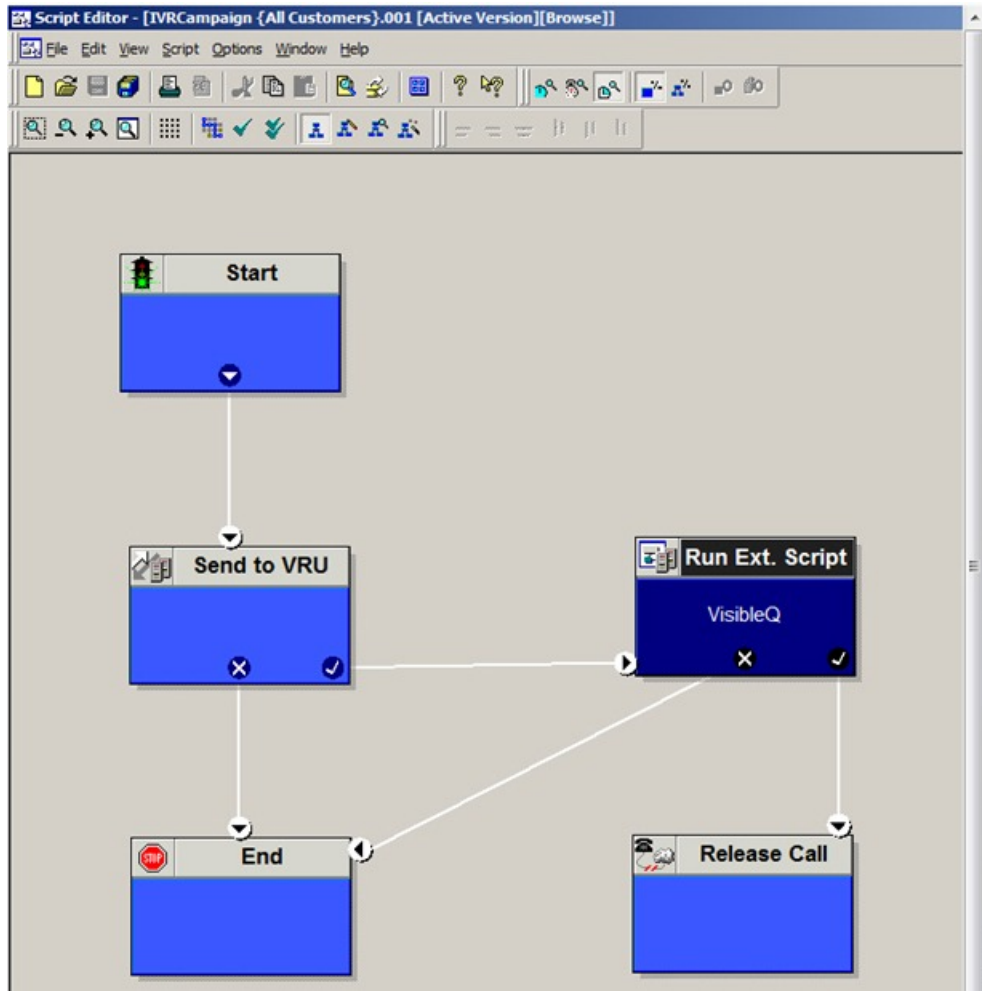 Script Editor - [IVRCampaign {All Customers}.001 [Active Version][Browse]]
File Edit View Script Options Window Help
Start
Send to VRU
Run Ext. Script
VisibleQ
End
STOP
Release Call